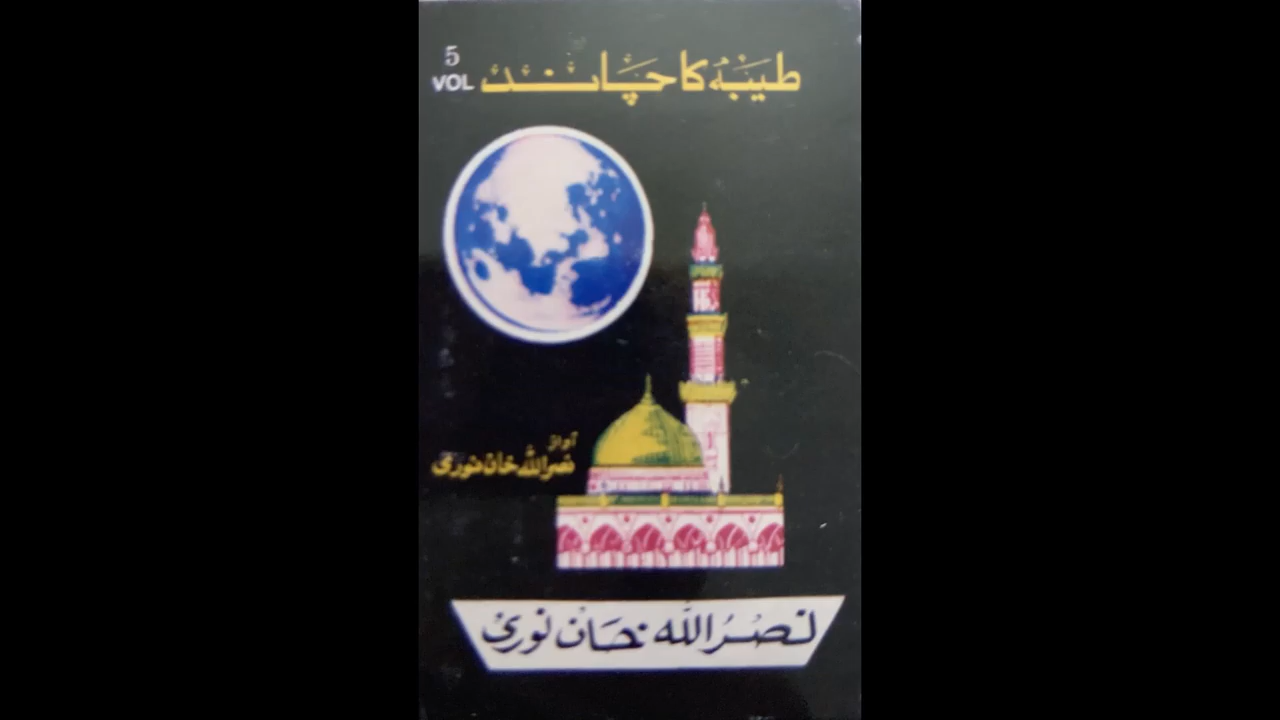 طیبہ کا چاند
5
VOL
آواز
نصر اللہ خان نوری
نصر اللہ خان نوری